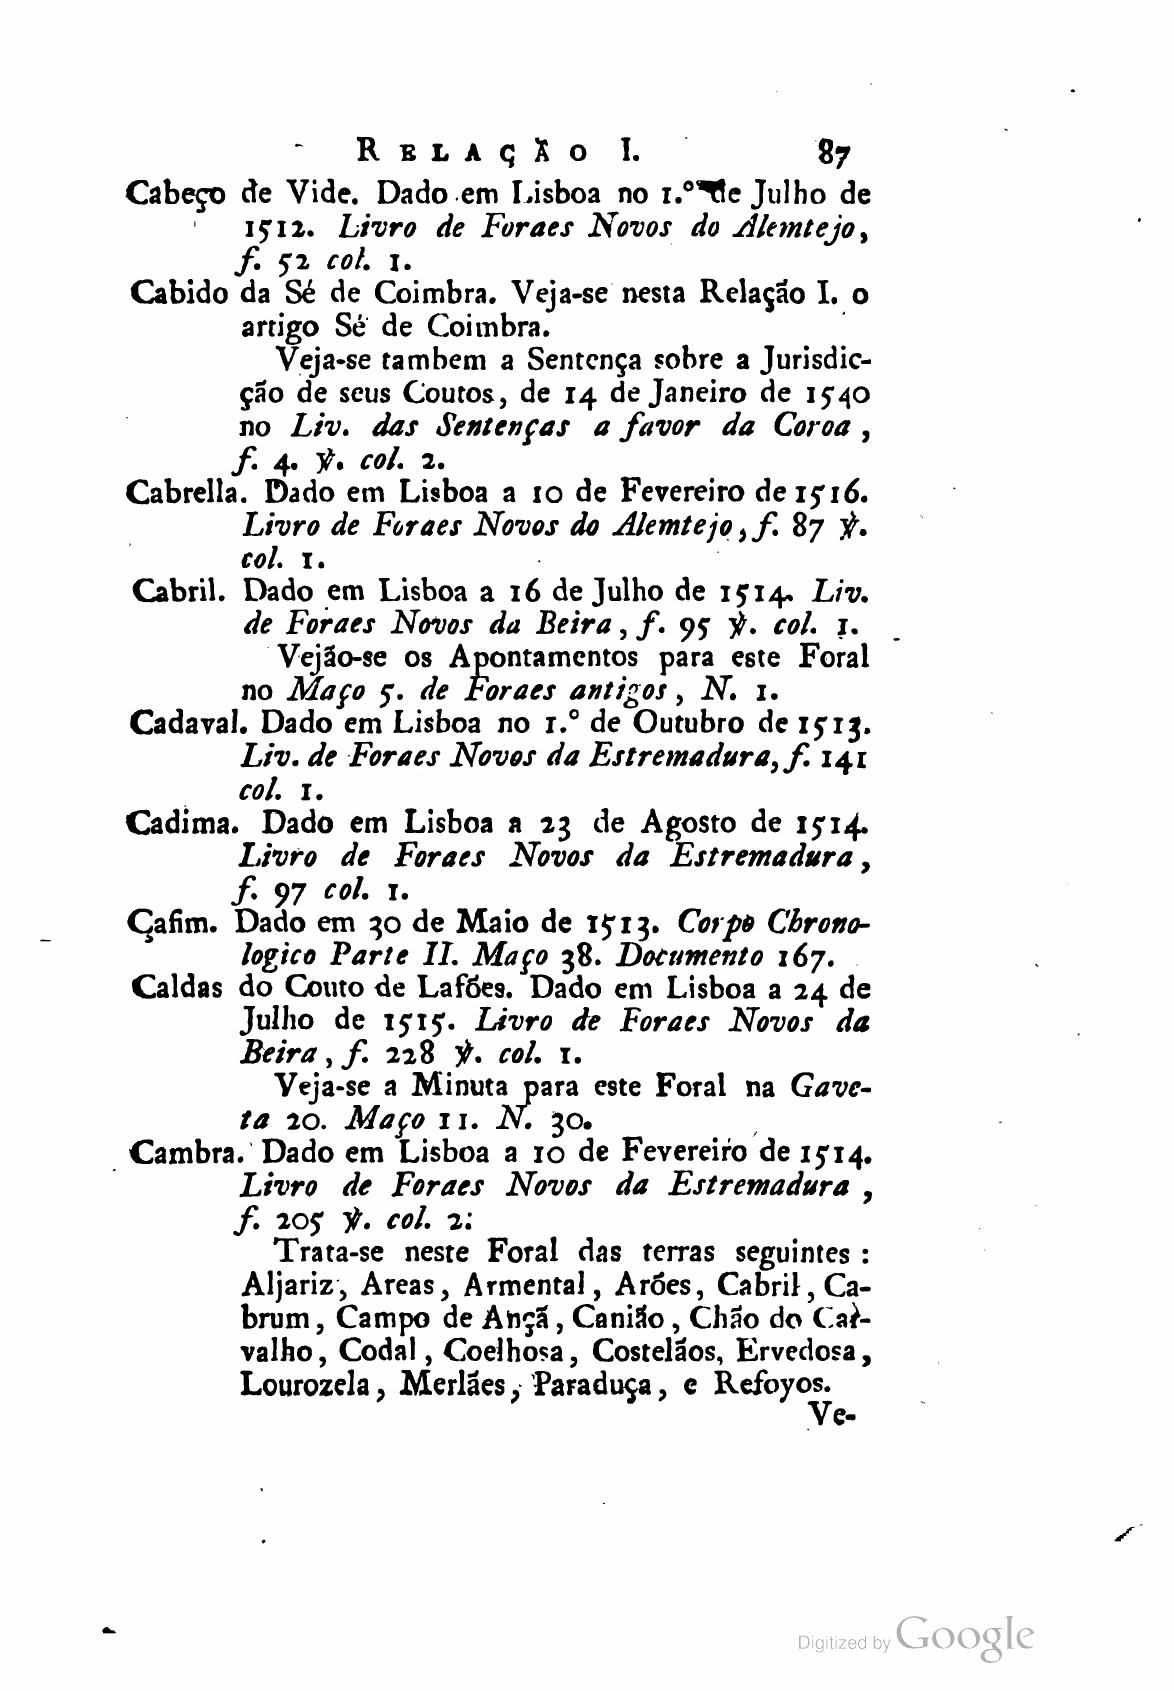 RELAÇÃO I. 87
Cabeço de Vide. Dado em Lisboa no 1.º de Julho de
1512. Livro de Foraes Novos do Alemtejo,
f. 52 col. 1.
Cabido da Sé de Coimbra. Veja-se nesta Relação I. o
artigo Sé de Coimbra.
Veja-se tambem a Sentença sobre a Jurisdic-
ção de seus Coutos, de 14 de Janeiro de 1540
no Liv. das Sentenças a favor da Coroa,
f. 4. ℣. col. 2.
Cabrella. Dado em Lisboa a 10 de Fevereiro de 1516.
Livro de Foraes Novos do Alemtejo, f. 87 ℣.
col. 1.
Cabril. Dado em Lisboa a 16 de Julho de 1514. Liv.
de Foraes Novos da Beira, f. 95 ℣. col. 1.
Vejão-se os Apontamentos para este Foral
no Maço 5. de Foraes antigos, N. 1.
Cadaval. Dado em Lisboa no 1.º de Outubro de 1513.
Liv. de Foraes Novos da Estremadura, f. 141
col. 1.
Cadima. Dado em Lisboa a 23 de Agosto de 1514.
Livro de Foraes Novos da Estremadura,
f. 97 col. 1.
Çafim. Dado em 30 de Maio de 1513. Corpo Chrono-
logico Parte II. Maço 38. Documento 167.
Caldas do Couto de Lafões. Dado em Lisboa a 24 de
Julho de 1515. Livro de Foraes Novos da
Beira, f. 228 ℣. col. 1.
Veja-se a Minuta para este Foral na Gave-
ta 20. Maço 11. N. 30.
Cambra. Dado em Lisboa a 10 de Fevereiro de 1514.
Livro de Foraes Novos da Estremadura,
f. 205 ℣. col. 2:
Trata-se neste Foral das terras seguintes:
Aljariz, Areas, Armental, Arões, Cabril, Ca-
brum, Campo de Ançã, Canião, Chão do Car-
valho, Codal, Coelhosa, Costelãos, Ervedosa,
Lourozela, Merlães, Paraduça, e Refoyos.
Ve-
Digitized by Google